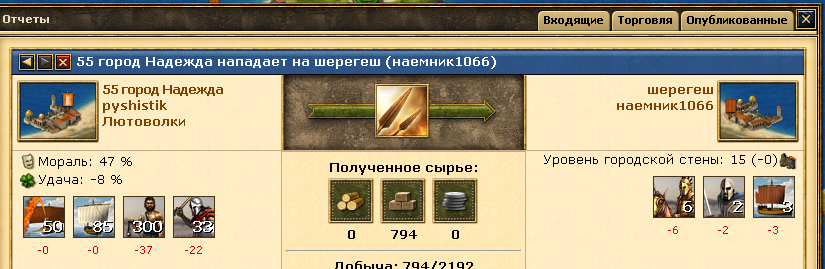 Отчеты
Входящие
Торговля
Опубликованные
55 город Надежда нападает на шерегеш (наемник1066)
55 город Надежда
pyshistik
Лютоволки
шерегеш
наемник1066
Мораль: 47 %
Удача: -8 %
Полученное сырье:
Уровень городской стены: 15 (-0)
50 85 300 33
-0 -0 -37 -22
0 794 0
6 2 3
-6 -2 -3
Добыча: 794/2192